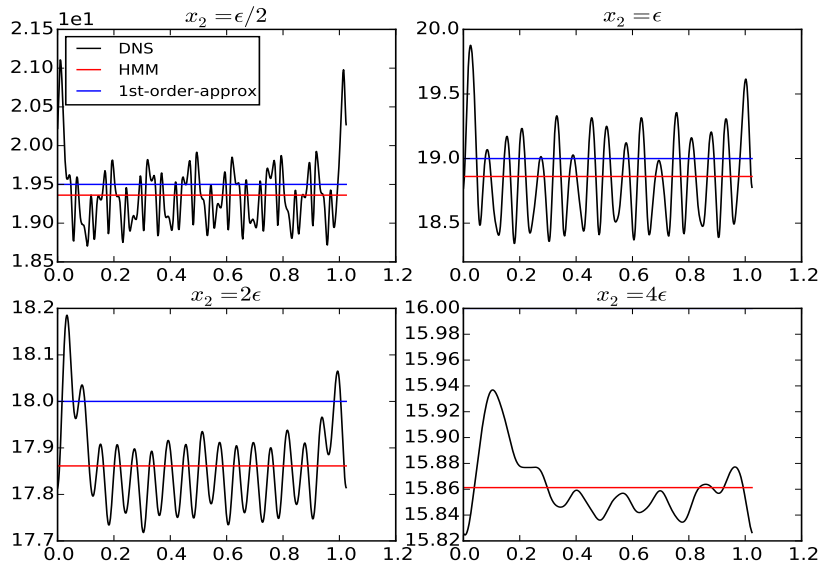 1e1
x₂ = ϵ/2
2.15
2.10
2.05
2.00
1.95
1.90
1.85
DNS
HMM
1st-order-approx
0.0 0.2 0.4 0.6 0.8 1.0 1.2
x₂ = ϵ
20.0
19.5
19.0
18.5
0.0 0.2 0.4 0.6 0.8 1.0 1.2
x₂ = 2ϵ
18.2
18.1
18.0
17.9
17.8
17.7
0.0 0.2 0.4 0.6 0.8 1.0 1.2
x₂ = 4ϵ
16.00
15.98
15.96
15.94
15.92
15.90
15.88
15.86
15.84
15.82
0.0 0.2 0.4 0.6 0.8 1.0 1.2